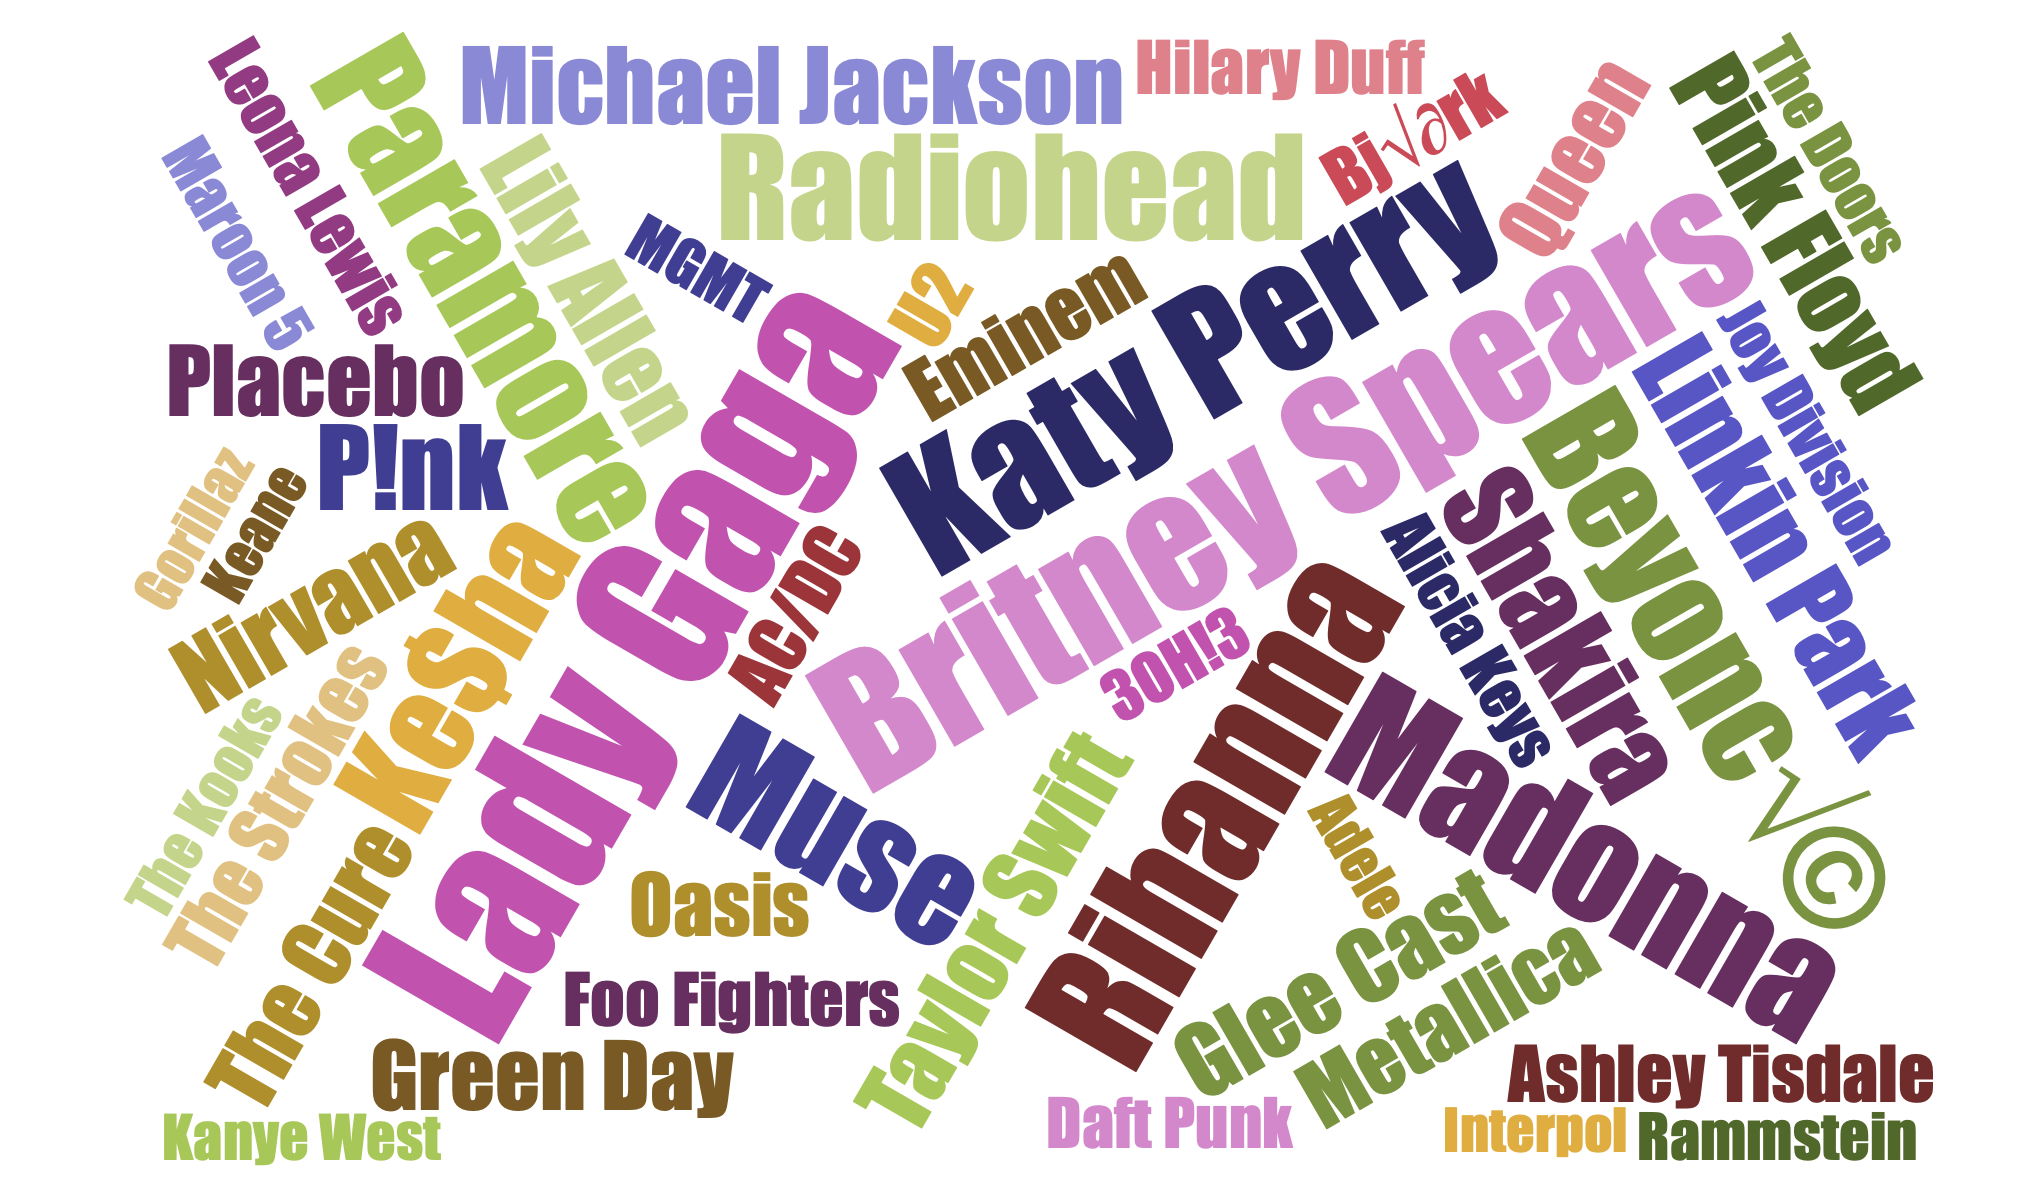 Leona Lewis
Paramore
Michael Jackson
Hilary Duff
The Doors
Pink Floyd
Queen
Bj√∂rk
Maroon 5
Lily Allen
Radiohead
MGMT
U2
Eminem
Katy Perry
Britney Spears
Joy Division
Linkin Park
Placebo
P!nk
Gorillaz
Keane
Nirvana
Lady Gaga
AC/DC
Beyonc√©
Shakira
Alicia Keys
Ke$ha
3OH!3
Rihanna
Madonna
The Kooks
The Strokes
The Cure
Muse
Taylor Swift
Adele
Oasis
Glee Cast
Metallica
Foo Fighters
Green Day
Ashley Tisdale
Kanye West
Daft Punk
Interpol
Rammstein